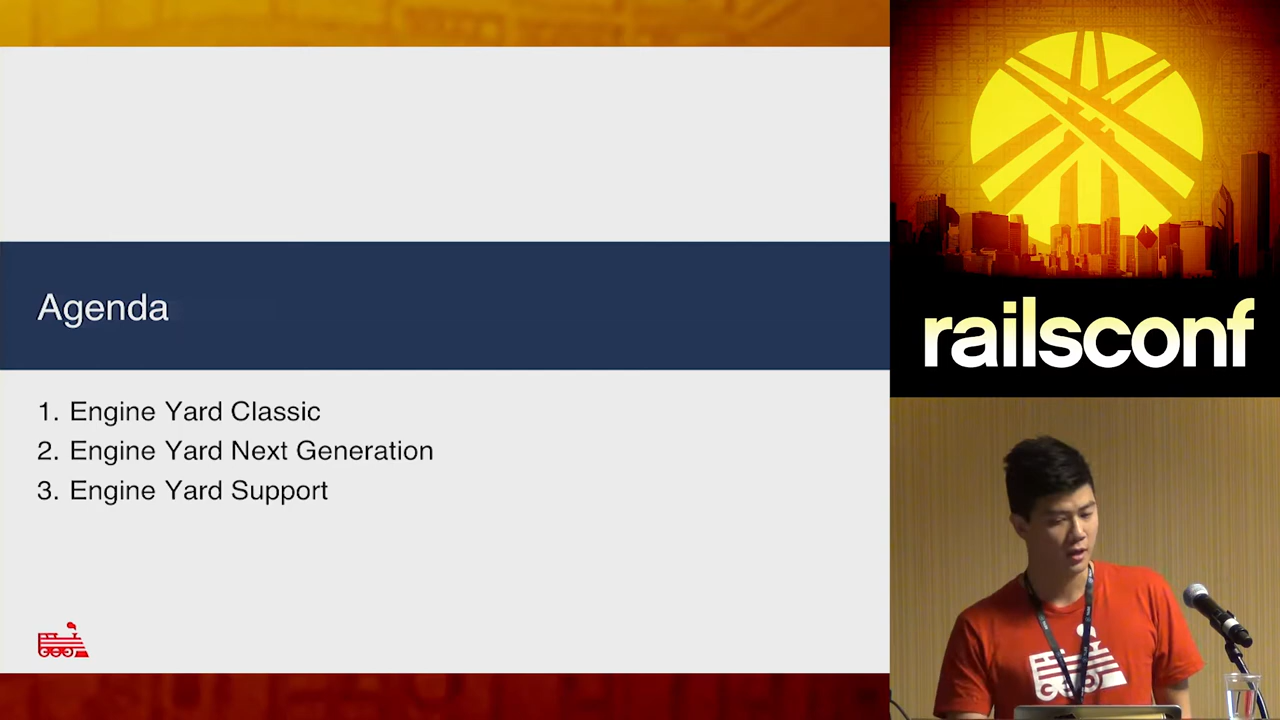 Agenda
1. Engine Yard Classic
2. Engine Yard Next Generation
3. Engine Yard Support
railsconf